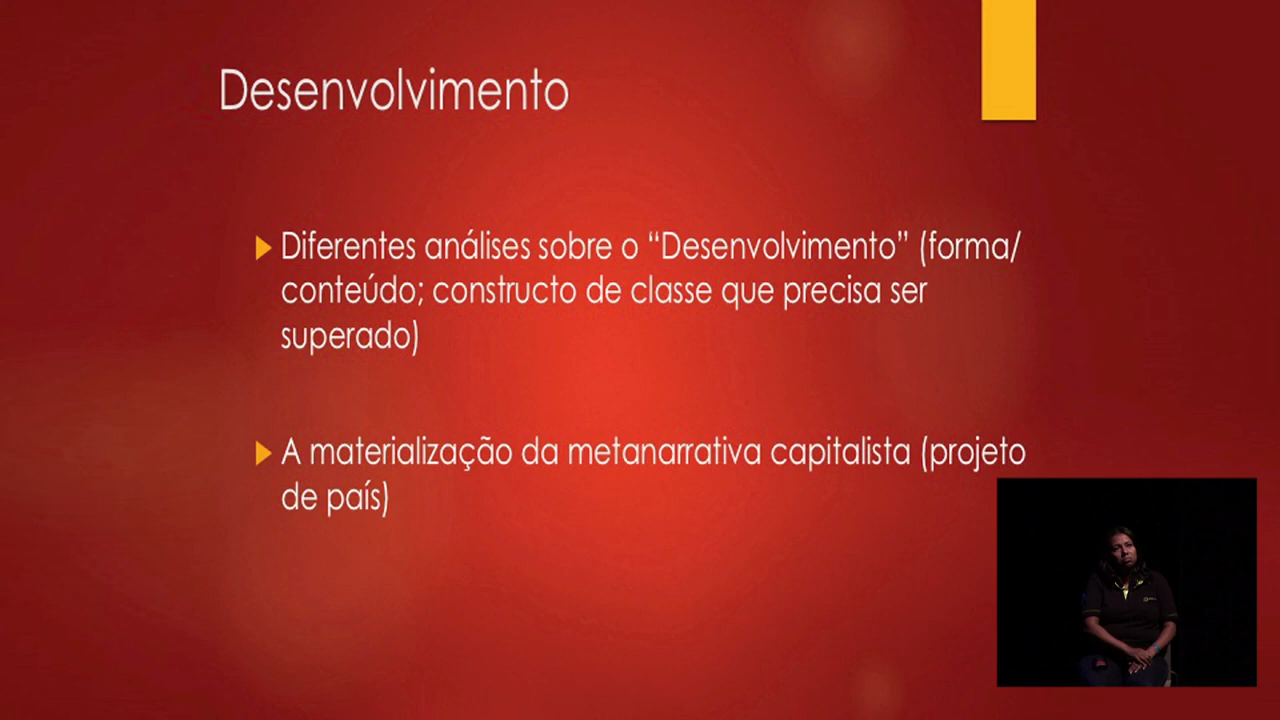 Desenvolvimento
Diferentes análises sobre o “Desenvolvimento” (forma/
conteúdo; constructo de classe que precisa ser
superado)
A materialização da metanarrativa capitalista (projeto
de país)